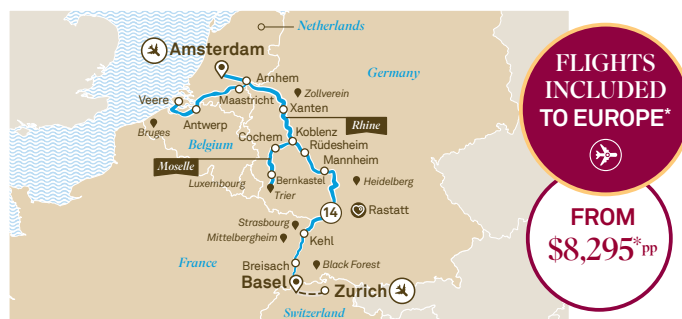 Netherlands
Amsterdam
Germany
Arnhem
Zollverein
Veere
Maastricht
Xanten
Antwerp
Bruges
Rhine
Cochem
Koblenz
Belgium
Rüdesheim
Moselle
Mannheim
Luxembourg
Bernkastel
Heidelberg
Trier
14
Rastatt
Strasbourg
Mittelbergheim
Kehl
France
Breisach
Black Forest
Basel
Zurich
Switzerland
FLIGHTS
INCLUDED
TO EUROPE*
FROM
$8,295*pp